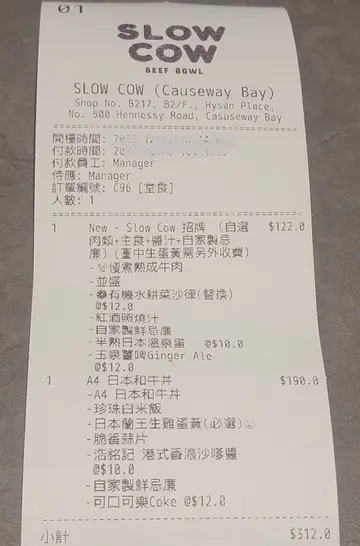 01
SLOW
COW
BEEF BOWL
SLOW COW (Causeway Bay)
Shop No. B217, B2/F., Hysan Place,
No. 500 Hennessy Road, Casuseway Bay
開檯時間:
付款時間:
付款員工: Manager
侍應: Manager
訂單編號: C96 [堂食]
人數: 1
1 New - Slow Cow 招牌 (自選 $122.0
肉類+主食+醬汁+自家製忌
廉) (圖中生蛋黃需另外收費)
-慢煮熟成牛肉
-並盛
-有機水耕菜沙律(替換)
@$12.0
-紅酒照燒汁
-自家製鮮忌廉
-半熟日本溫泉蛋 @$10.0
-玉泉薑啤Ginger Ale
@$12.0
1 A4 日本和牛丼 $190.0
-A4 日本和牛丼
-珍珠白米飯
-日本蘭王生雞蛋黃(必選)
-脆香蒜片
-浩銘記 港式香濃沙嗲醬
@$10.0
-自家製鮮忌廉
-可口可樂Coke @$12.0
小計 $312.0